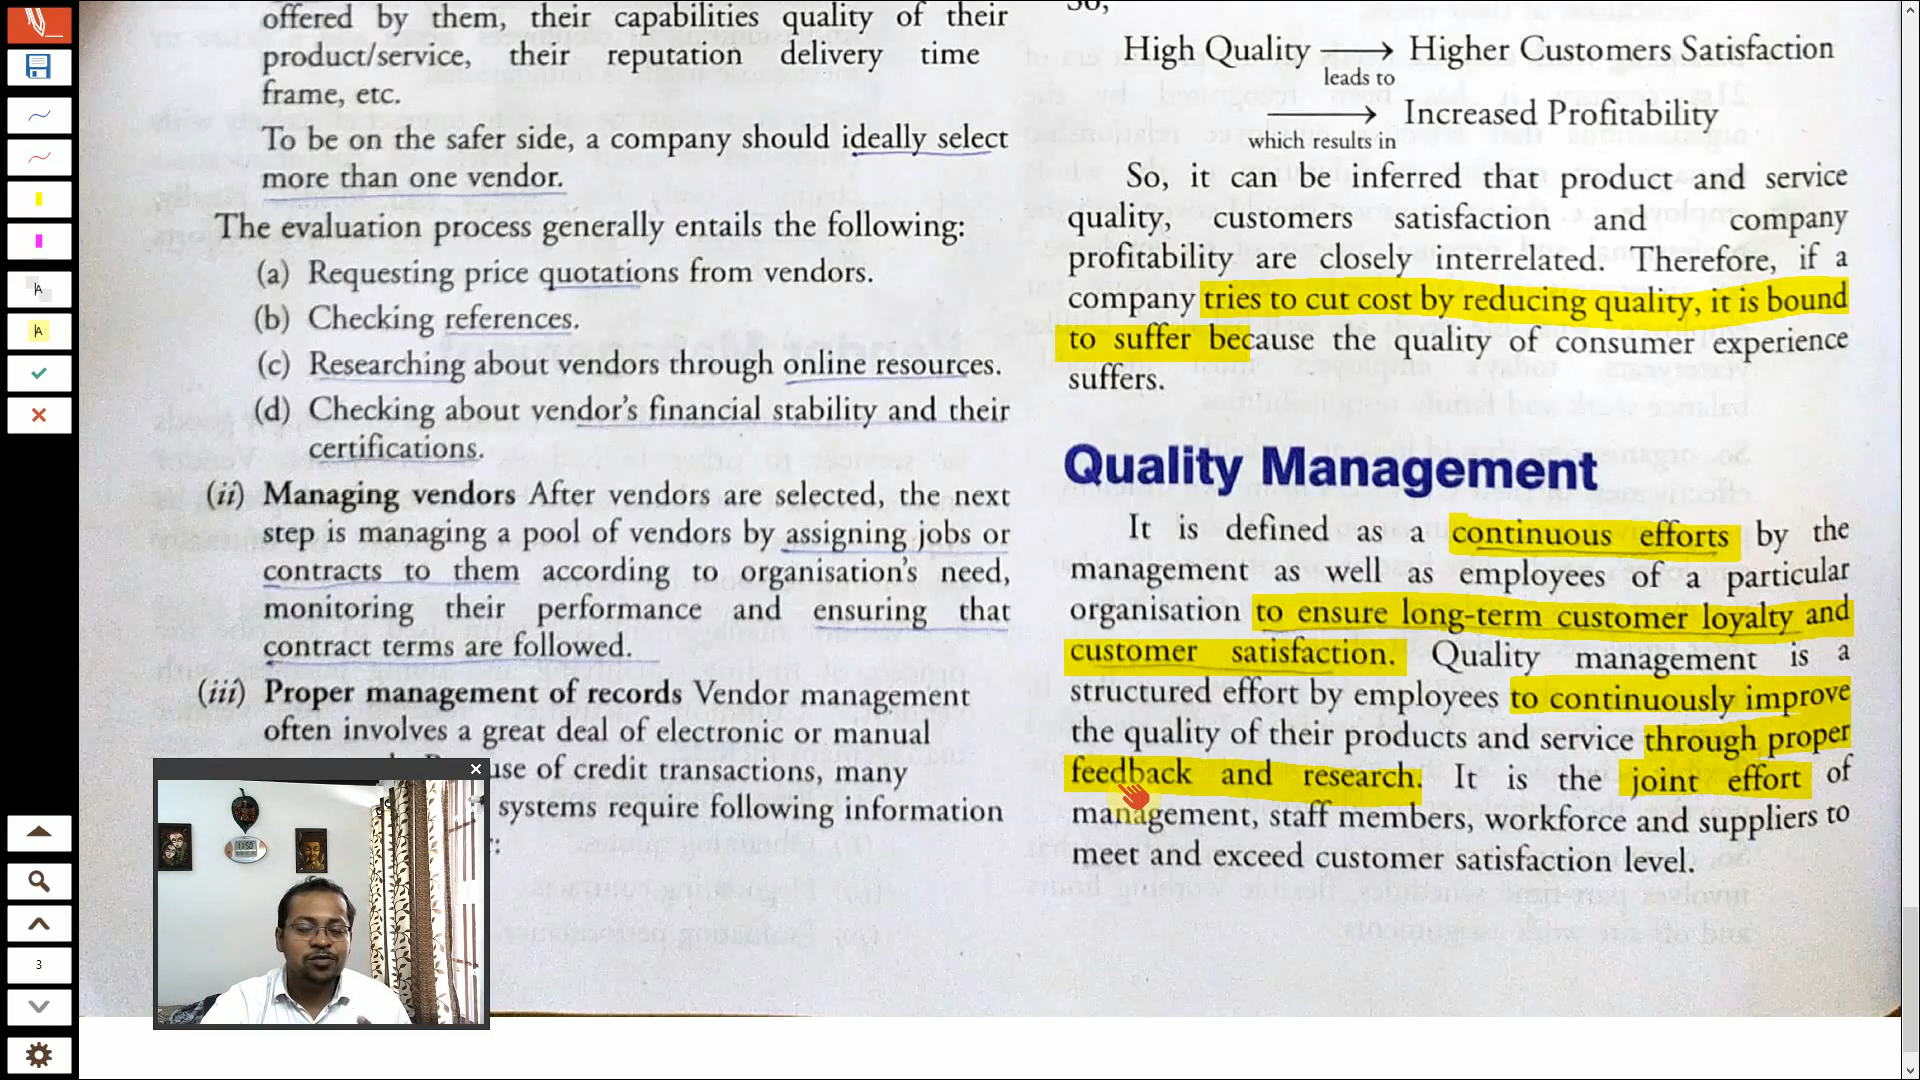 offered by them, their capabilities quality of their
product/service, their reputation delivery time
frame, etc.
To be on the safer side, a company should ideally select
more than one vendor.
The evaluation process generally entails the following:
(a) Requesting price quotations from vendors.
(b) Checking references.
(c) Researching about vendors through online resources.
(d) Checking about vendor's financial stability and their
certifications.
(ii) Managing vendors After vendors are selected, the next
step is managing a pool of vendors by assigning jobs or
contracts to them according to organisation's need,
monitoring their performance and ensuring that
contract terms are followed.
(iii) Proper management of records Vendor management
often involves a great deal of electronic or manual
use of credit transactions, many
systems require following information
:
So,
High Quality ⟶ Higher Customers Satisfaction
leads to
⟶ Increased Profitability
which results in
So, it can be inferred that product and service
quality, customers satisfaction and company
profitability are closely interrelated. Therefore, if a
company tries to cut cost by reducing quality, it is bound
to suffer because the quality of consumer experience
suffers.
Quality Management
It is defined as a continuous efforts by the
management as well as employees of a particular
organisation to ensure long-term customer loyalty and
customer satisfaction. Quality management is a
structured effort by employees to continuously improve
the quality of their products and service through proper
feedback and research. It is the joint effort of
management, staff members, workforce and suppliers to
meet and exceed customer satisfaction level.
3